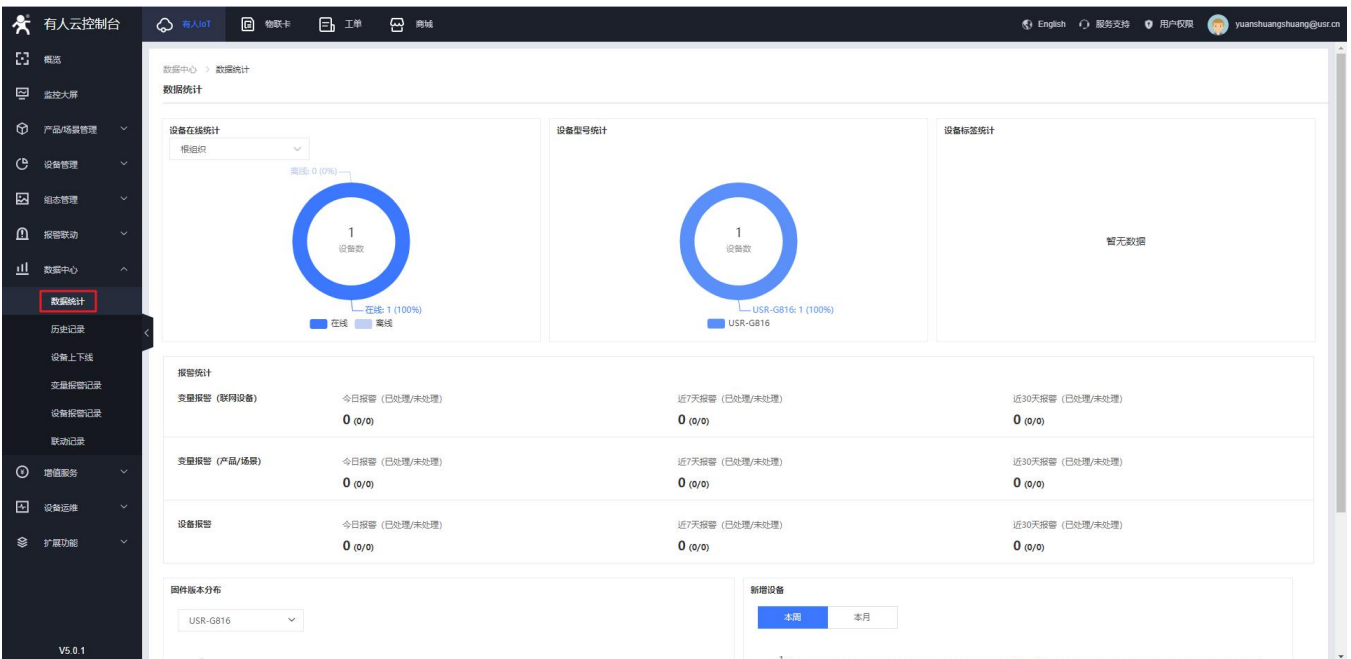 有人云控制台
有人IoT 物联卡 工单 商城
English 服务支持 用户权限 yuanshuangshuang@usr.cn
概览
监控大屏
产品/场景管理
设备管理
组态管理
报警联动
数据中心
数据统计
历史记录
设备上下线
变量报警记录
设备报警记录
联动记录
增值服务
设备运维
扩展功能
V5.0.1
数据中心 > 数据统计
数据统计
设备在线统计
根组织
离线: 0 (0%)
1
设备数
在线: 1 (100%)
在线 离线
设备型号统计
1
设备数
USR-G816: 1 (100%)
USR-G816
设备标签统计
暂无数据
报警统计
变量报警 (联网设备) 今日报警 (已处理/未处理) 近7天报警 (已处理/未处理) 近30天报警 (已处理/未处理)
0 (0/0) 0 (0/0) 0 (0/0)
变量报警 (产品/场景) 今日报警 (已处理/未处理) 近7天报警 (已处理/未处理) 近30天报警 (已处理/未处理)
0 (0/0) 0 (0/0) 0 (0/0)
设备报警 今日报警 (已处理/未处理) 近7天报警 (已处理/未处理) 近30天报警 (已处理/未处理)
0 (0/0) 0 (0/0) 0 (0/0)
固件版本分布
USR-G816
新增设备
本周 本月